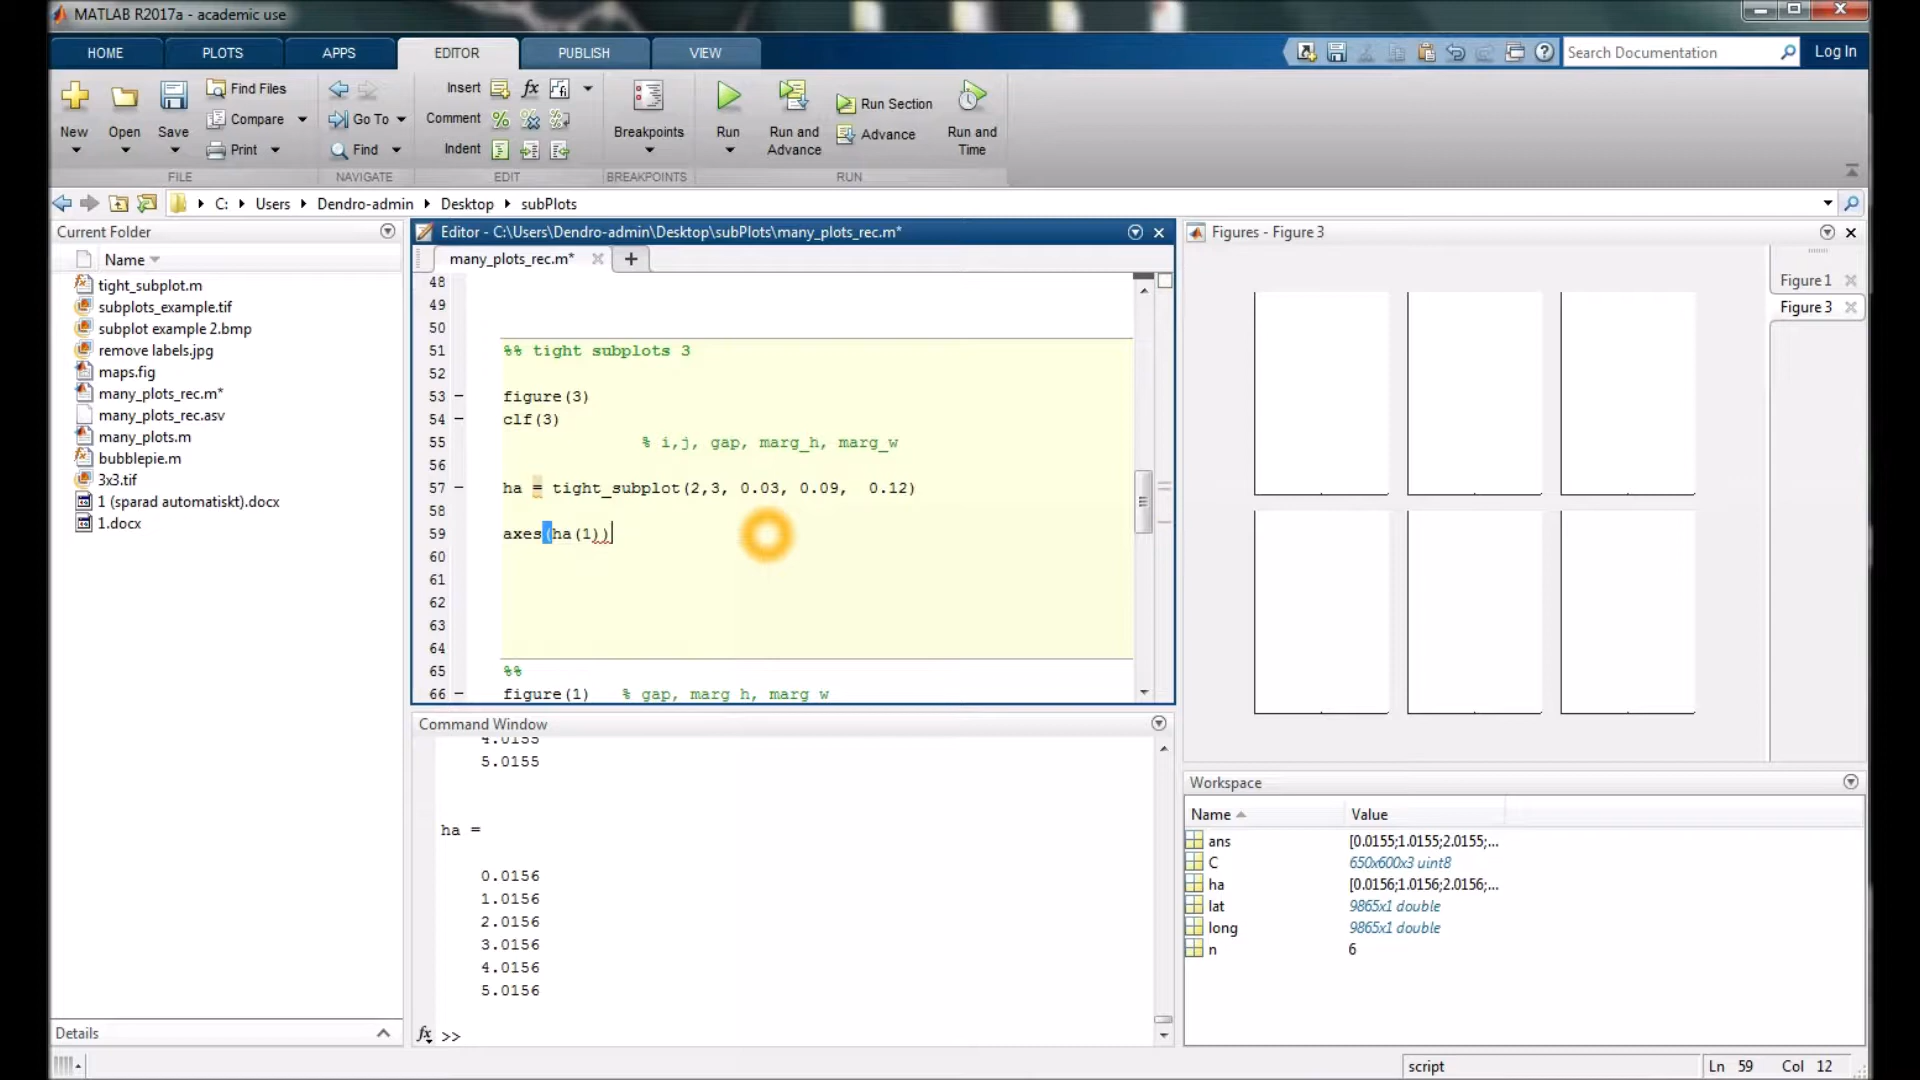 MATLAB R2017a - academic use
HOME PLOTS APPS EDITOR PUBLISH VIEW
Search Documentation
Log In
New
Open
Save
Find Files
Compare
Print
Go To
Find
Insert
Comment
Indent
fx
Breakpoints
Run
Run and Advance
Run Section
Advance
Run and Time
FILE NAVIGATE EDIT BREAKPOINTS RUN
C: Users Dendro-admin Desktop subPlots
Current Folder
Name
tight_subplot.m
subplots_example.tif
subplot example 2.bmp
remove labels.jpg
maps.fig
many_plots_rec.m*
many_plots_rec.asv
many_plots.m
bubblepie.m
3x3.tif
1 (sparad automatiskt).docx
1.docx
Details
Editor - C:\Users\Dendro-admin\Desktop\subPlots\many_plots_rec.m*
many_plots_rec.m*
48
49
50
51 %% tight subplots 3
52
53 figure(3)
54 clf(3)
55 % i,j, gap, marg_h, marg_w
56
57 ha = tight_subplot(2,3, 0.03, 0.09, 0.12)
58
59 axes(ha(1))
60
61
62
63
64
65 %%
66 figure(1) % gap, marg h, marg w
Command Window
4.0155
5.0155
ha =
0.0156
1.0156
2.0156
3.0156
4.0156
5.0156
fx >>
Figures - Figure 3
Figure 1
Figure 3
Workspace
Name Value
ans [0.0155;1.0155;2.0155;...
C 650x600x3 uint8
ha [0.0156;1.0156;2.0156;...
lat 9865x1 double
long 9865x1 double
n 6
script
Ln 59 Col 12